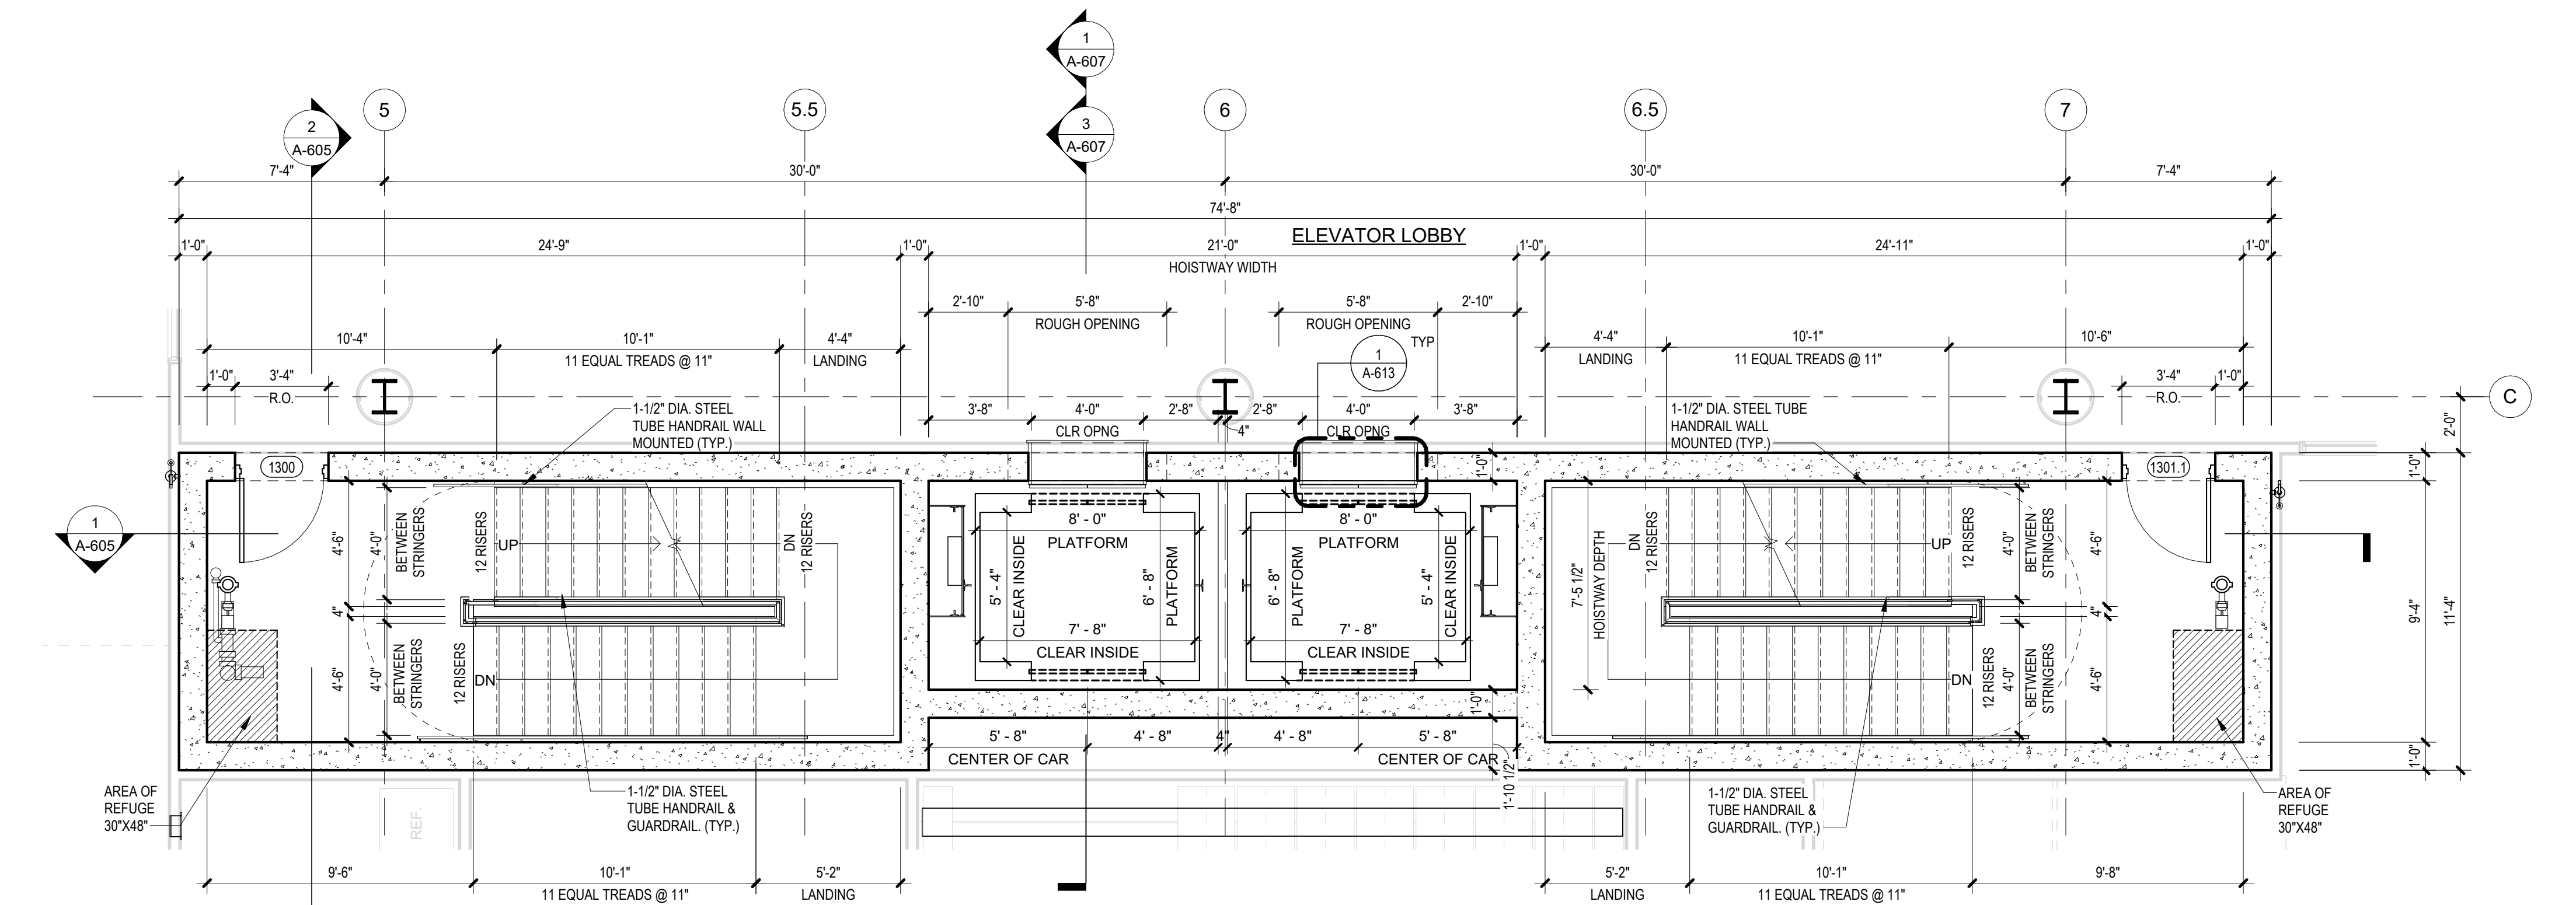 1
A-607
5
5.5
3
A-607
6
6.5
7
2
A-605
7'-4"
30'-0"
30'-0"
7'-4"
74'-8"
ELEVATOR LOBBY
1'-0"
24'-9"
1'-0"
21'-0"
1'-0"
24'-11"
1'-0"
HOISTWAY WIDTH
2'-10"
5'-8"
5'-8"
2'-10"
ROUGH OPENING
ROUGH OPENING
TYP
10'-4"
10'-1"
4'-4"
4'-4"
10'-1"
10'-6"
11 EQUAL TREADS @ 11"
LANDING
LANDING
11 EQUAL TREADS @ 11"
1
A-613
1'-0"
3'-4"
R.O.
3'-4"
1'-0"
R.O.
C
1-1/2" DIA. STEEL
TUBE HANDRAIL WALL
MOUNTED (TYP.)
3'-8"
4'-0"
2'-8"
2'-8"
4'-0"
3'-8"
CLR OPNG
4"
CLR OPNG
1-1/2" DIA. STEEL TUBE
HANDRAIL WALL
MOUNTED (TYP.)
2'-0"
1300
1301.1
1'-0"
1'-0"
1
A-605
4'-6"
4'-0"
BETWEEN
STRINGERS
12 RISERS
UP
DN
12 RISERS
8' - 0"
PLATFORM
5' - 4"
CLEAR INSIDE
6' - 8"
PLATFORM
7' - 8"
CLEAR INSIDE
8' - 0"
PLATFORM
6' - 8"
PLATFORM
5' - 4"
CLEAR INSIDE
7' - 8"
CLEAR INSIDE
7'-5 1/2"
HOISTWAY DEPTH
DN
12 RISERS
UP
12 RISERS
4'-0"
BETWEEN
STRINGERS
4'-6"
4"
4"
9'-4"
11'-4"
4'-6"
4'-0"
BETWEEN
STRINGERS
12 RISERS
DN
DN
12 RISERS
4'-0"
BETWEEN
STRINGERS
4'-6"
1'-0"
5' - 8"
4' - 8"
4"
4' - 8"
5' - 8"
CENTER OF CAR
CENTER OF CAR
1'-10 1/2"
1'-0"
AREA OF
REFUGE
30"X48"
REF.
1-1/2" DIA. STEEL
TUBE HANDRAIL &
GUARDRAIL. (TYP.)
1-1/2" DIA. STEEL
TUBE HANDRAIL &
GUARDRAIL. (TYP.)
AREA OF
REFUGE
30"X48"
9'-6"
10'-1"
5'-2"
5'-2"
10'-1"
9'-8"
11 EQUAL TREADS @ 11"
LANDING
LANDING
11 EQUAL TREADS @ 11"